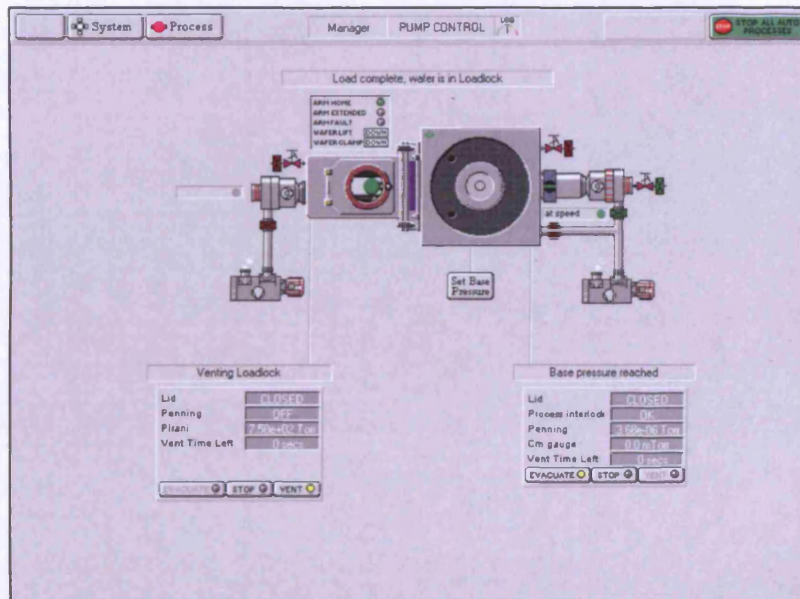 System Process Manager PUMP CONTROL LOG STOP STOP ALL AUTO
PROCESSES
Load complete, wafer is in Loadlock
ARM HOME
ARM EXTENDED
ARM FAULT
WAFER LIFT DOWN
WAFER CLAMP DOWN
at speed
Set Base
Pressure
Venting Loadlock
Lid CLOSED
Penning OFF
Pirani 7.50e+02 Torr
Vent Time Left 0 secs
EVACUATE STOP VENT
Base pressure reached
Lid CLOSED
Process interlock OK
Penning 3.68e-06 Torr
Cm gauge 0.0 mTorr
Vent Time Left 0 secs
EVACUATE STOP VENT